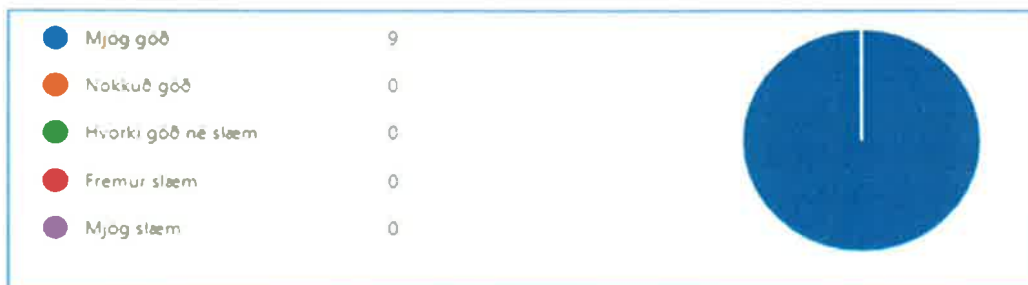 Mjög góð 9
Nokkuð góð 0
Hvorki góð né slæm 0
Fremur slæm 0
Mjög slæm 0